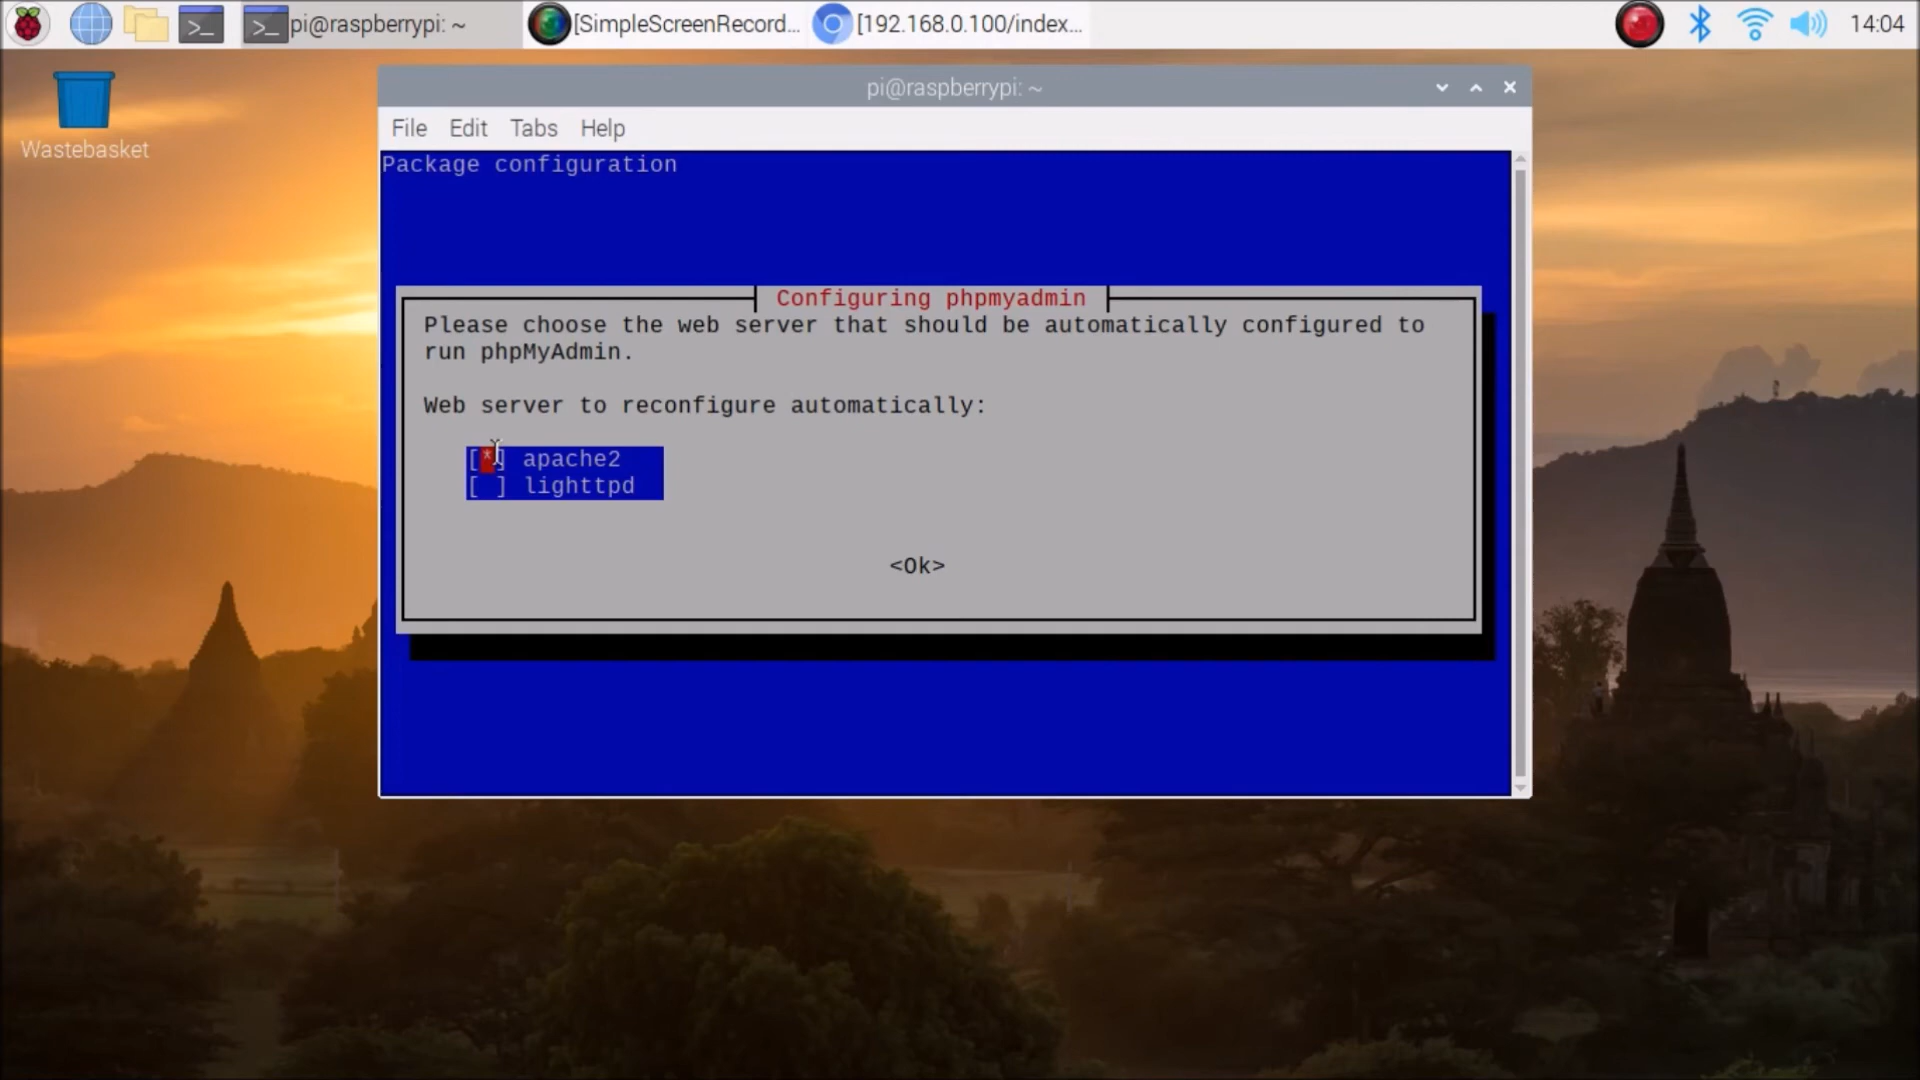 pi@raspberrypi: ~
[SimpleScreenRecord...
[192.168.0.100/index...
14:04
Wastebasket
pi@raspberrypi: ~
File Edit Tabs Help
Package configuration
Configuring phpmyadmin
Please choose the web server that should be automatically configured to
run phpMyAdmin.
Web server to reconfigure automatically:
[*] apache2
[ ] lighttpd
<Ok>